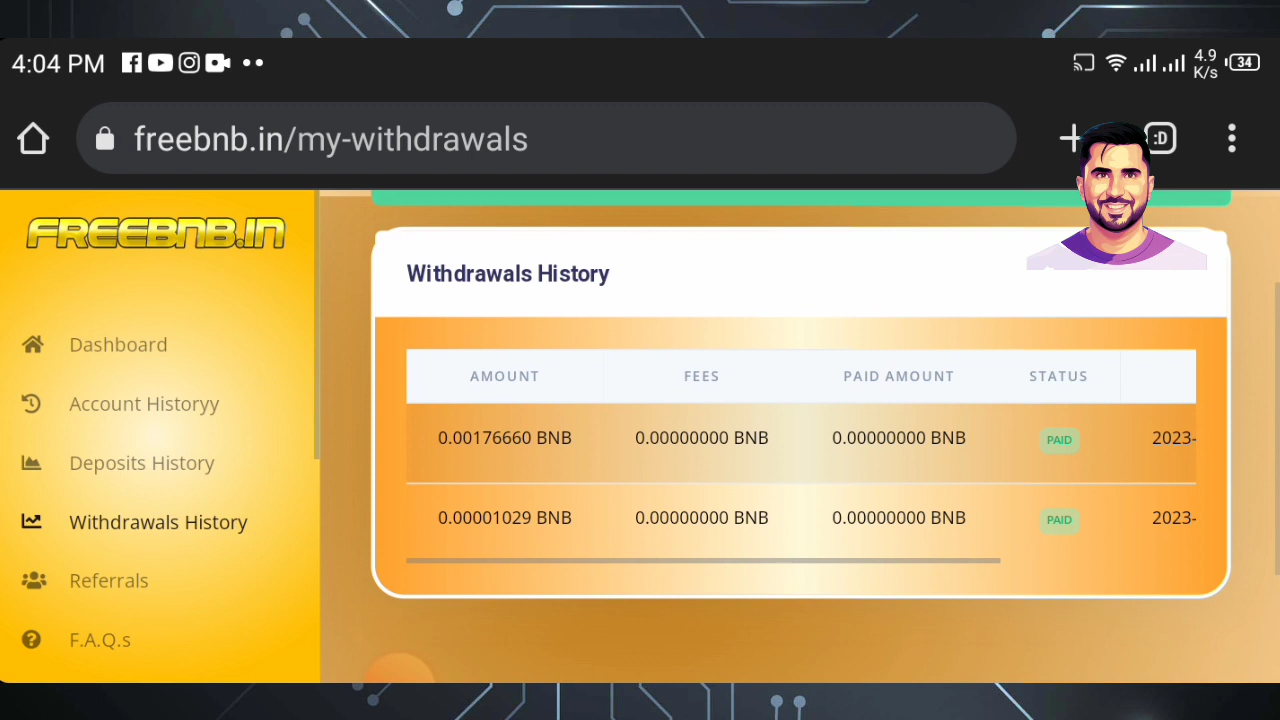 4:04 PM
4.9 K/s
34
freebnb.in/my-withdrawals
:D
FREEBNB.IN
Dashboard
Account Historyy
Deposits History
Withdrawals History
Referrals
F.A.Q.s
Withdrawals History
AMOUNT FEES PAID AMOUNT STATUS
0.00176660 BNB 0.00000000 BNB 0.00000000 BNB PAID 2023-
0.00001029 BNB 0.00000000 BNB 0.00000000 BNB PAID 2023-